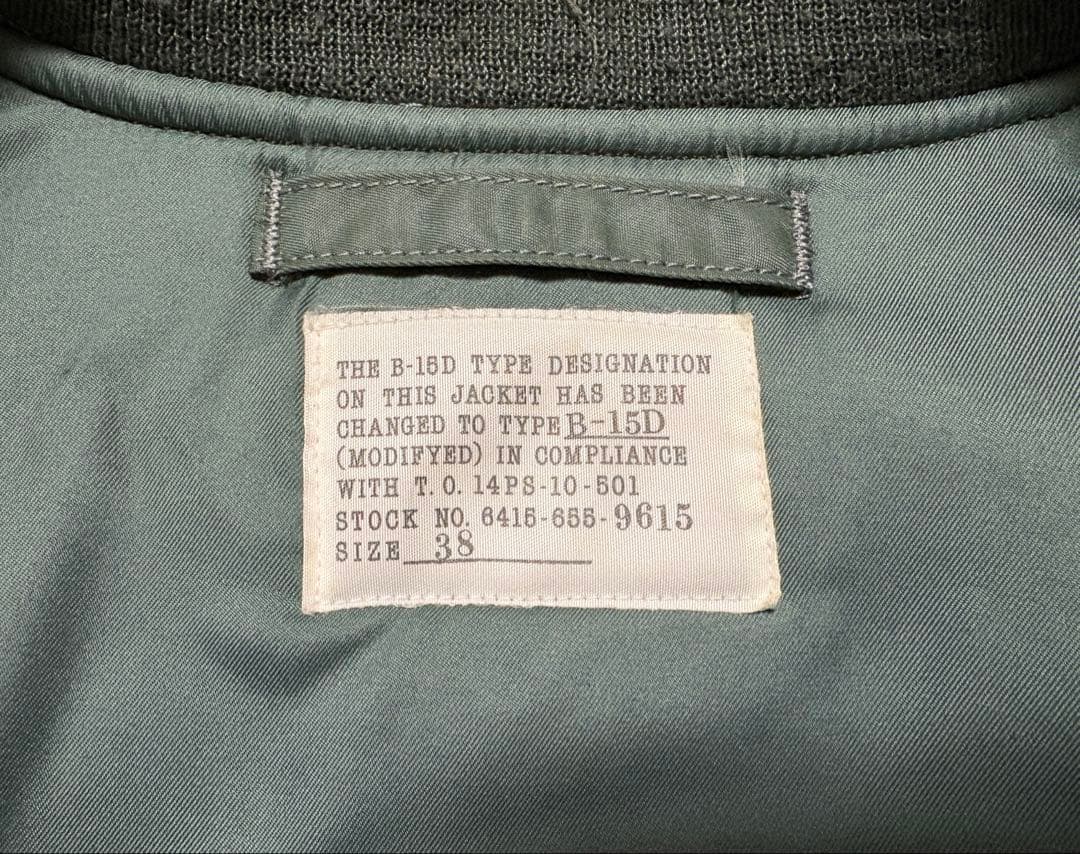 THE B-15D TYPE DESIGNATION
ON THIS JACKET HAS BEEN
CHANGED TO TYPE B-15D
(MODIFYED) IN COMPLIANCE
WITH T. O. 14PS-10-501
STOCK NO. 6415-655-9615
SIZE 38